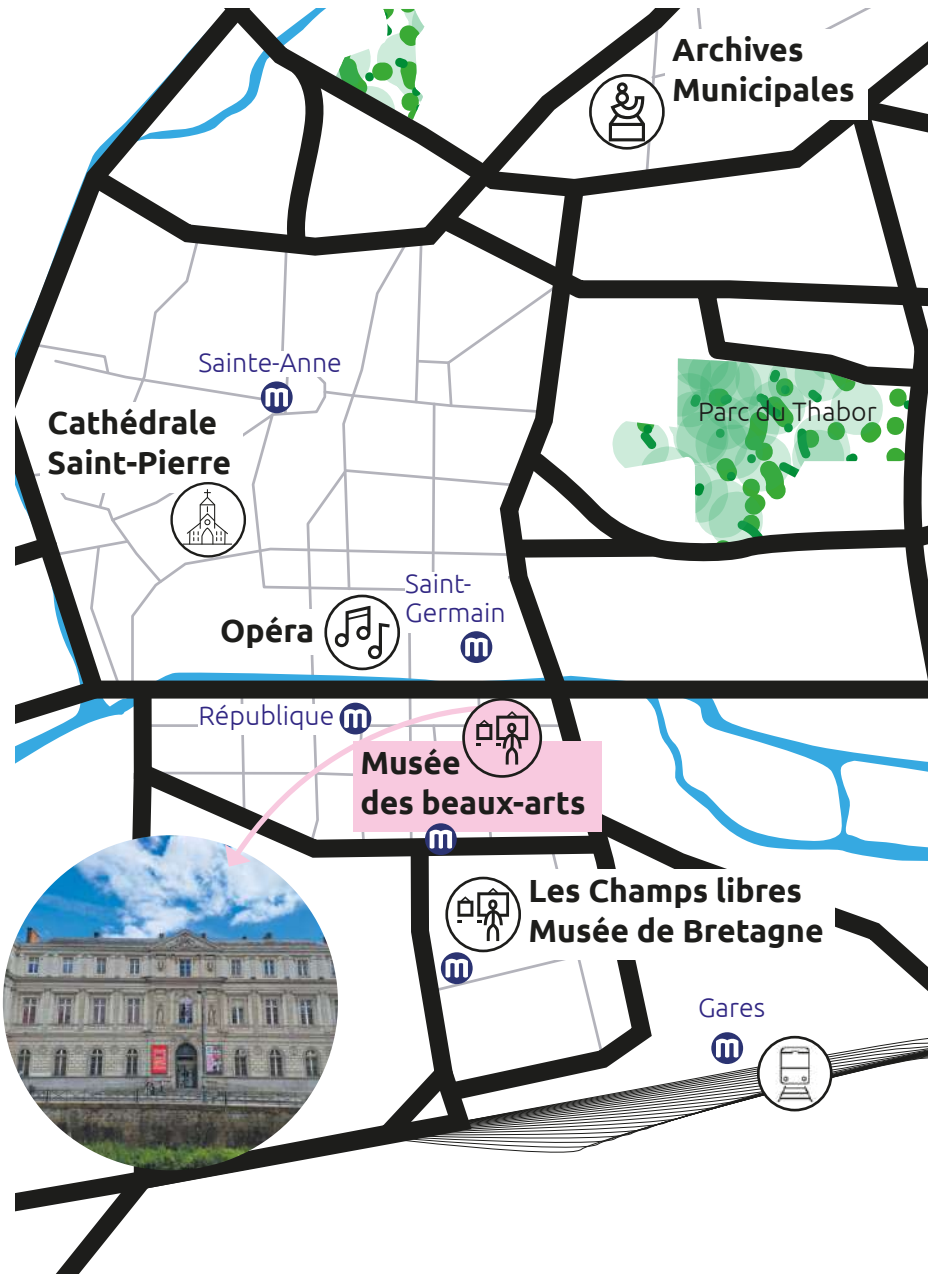 Archives
Municipales
Sainte-Anne
m
Parc du Thabor
Cathédrale
Saint-Pierre
Saint-
Germain
m
Opéra
République m
Musée
des beaux-arts
m
Les Champs libres
Musée de Bretagne
m
Gares
m